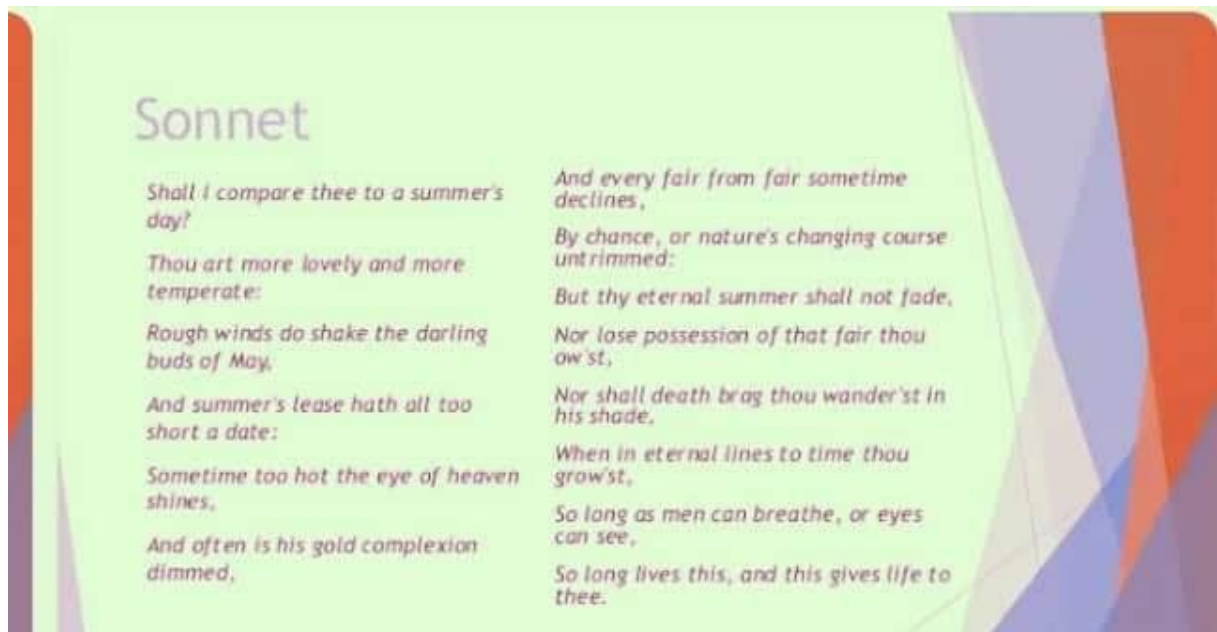 Sonnet
Shall I compare thee to a summer's
day?
Thou art more lovely and more
temperate:
Rough winds do shake the darling
buds of May,
And summer's lease hath all too
short a date:
Sometime too hot the eye of heaven
shines,
And often is his gold complexion
dimmed,
And every fair from fair sometime
declines,
By chance, or nature's changing course
untrimmed:
But thy eternal summer shall not fade,
Nor lose possession of that fair thou
ow'st,
Nor shall death brag thou wander'st in
his shade,
When in eternal lines to time thou
grow'st,
So long as men can breathe, or eyes
can see,
So long lives this, and this gives life to
thee.